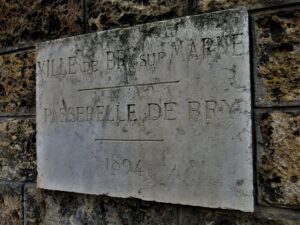 VILLE DE BRY SUR MARNE
PASSERELLE DE BRY
1894